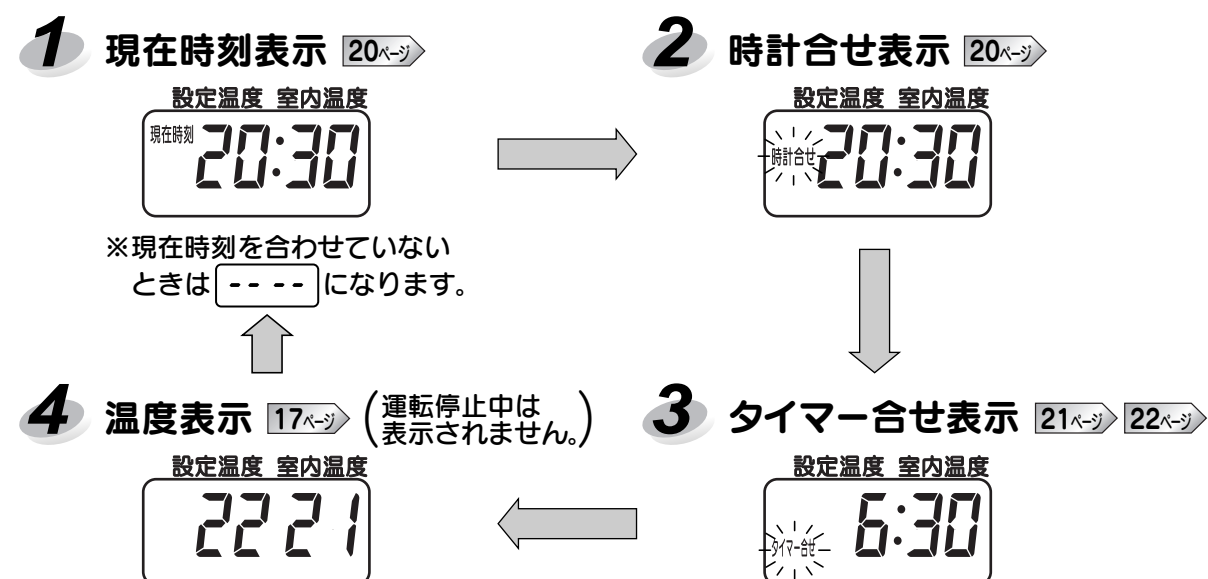 1 現在時刻表示 20ページ
設定温度 室内温度
現在時刻 20:30
※現在時刻を合わせていない
ときは - - - - になります。
2 時計合せ表示 20ページ
設定温度 室内温度
時計合せ 20:30
3 タイマー合せ表示 21ページ 22ページ
設定温度 室内温度
タイマー合せ 6:30
4 温度表示 17ページ (運転停止中は
表示されません。)
設定温度 室内温度
22 21